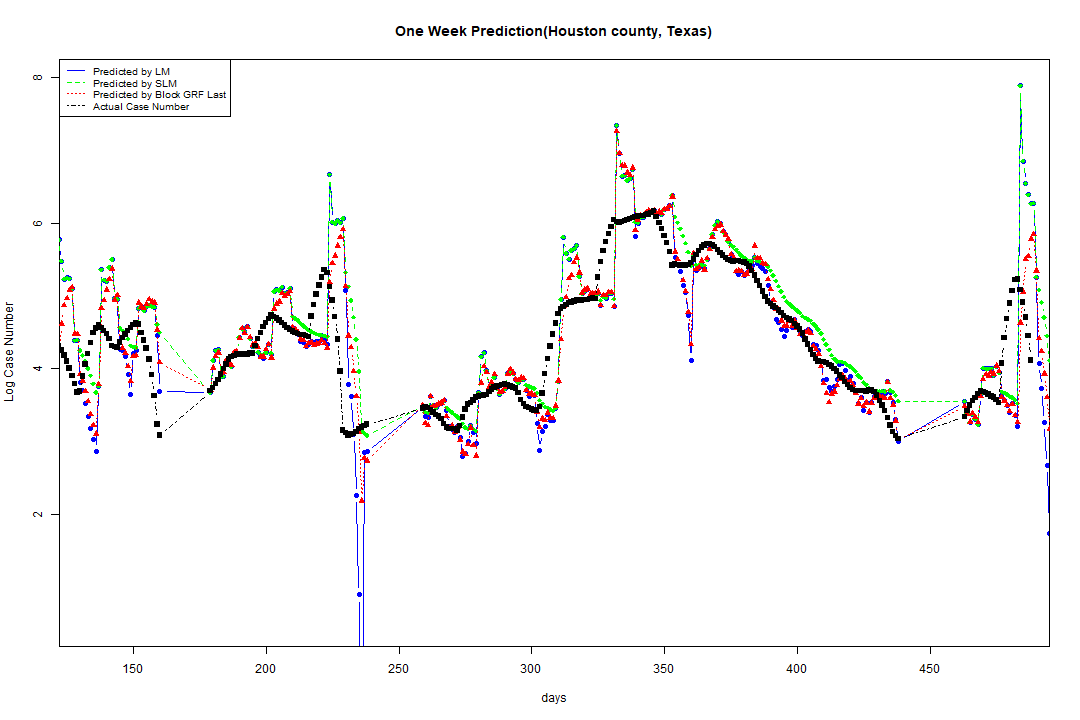 One Week Prediction(Houston county, Texas)
Predicted by LM
Predicted by SLM
Predicted by Block GRF Last
Actual Case Number
8
6
4
2
Log Case Number
150 200 250 300 350 400 450
days